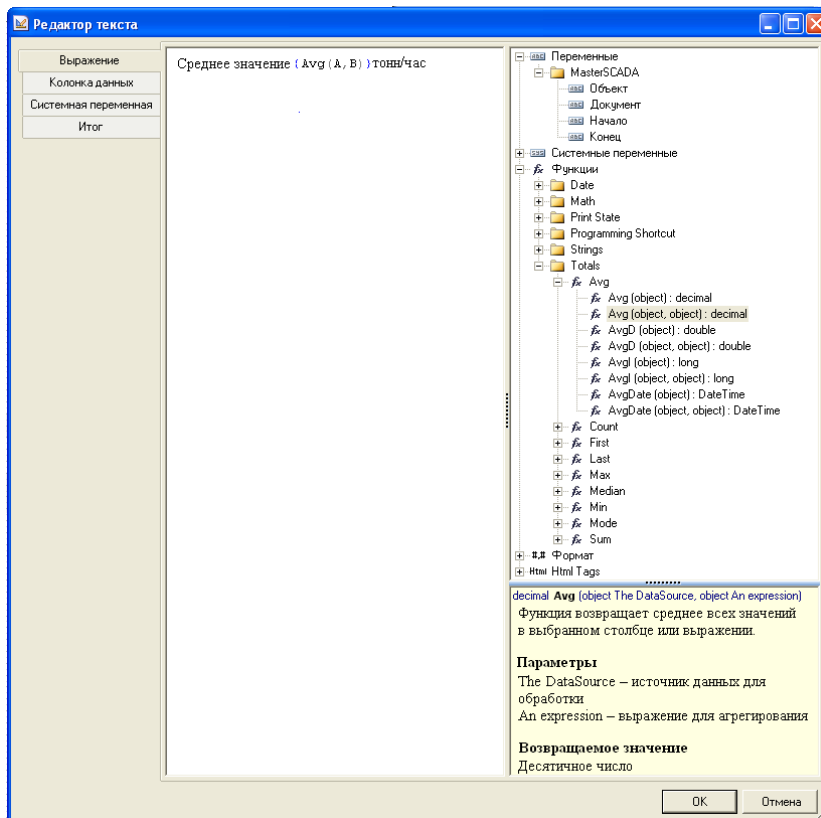 Редактор текста
Выражение
Колонка данных
Системная переменная
Итог
Среднее значение {Avg(A,B)}тонн/час
Переменные
MasterSCADA
Объект
Документ
Начало
Конец
Системные переменные
Функции
Date
Math
Print State
Programming Shortcut
Strings
Totals
Avg
Avg (object) : decimal
Avg (object, object) : decimal
AvgD (object) : double
AvgD (object, object) : double
AvgI (object) : long
AvgI (object, object) : long
AvgDate (object) : DateTime
AvgDate (object, object) : DateTime
Count
First
Last
Max
Median
Min
Mode
Sum
#,# Формат
Html Html Tags
decimal Avg (object The DataSource, object An expression)
Функция возвращает среднее всех значений
в выбранном столбце или выражении.
Параметры
The DataSource – источник данных для
обработки
An expression – выражение для агрегирования
Возвращаемое значение
Десятичное число
OK
Отмена